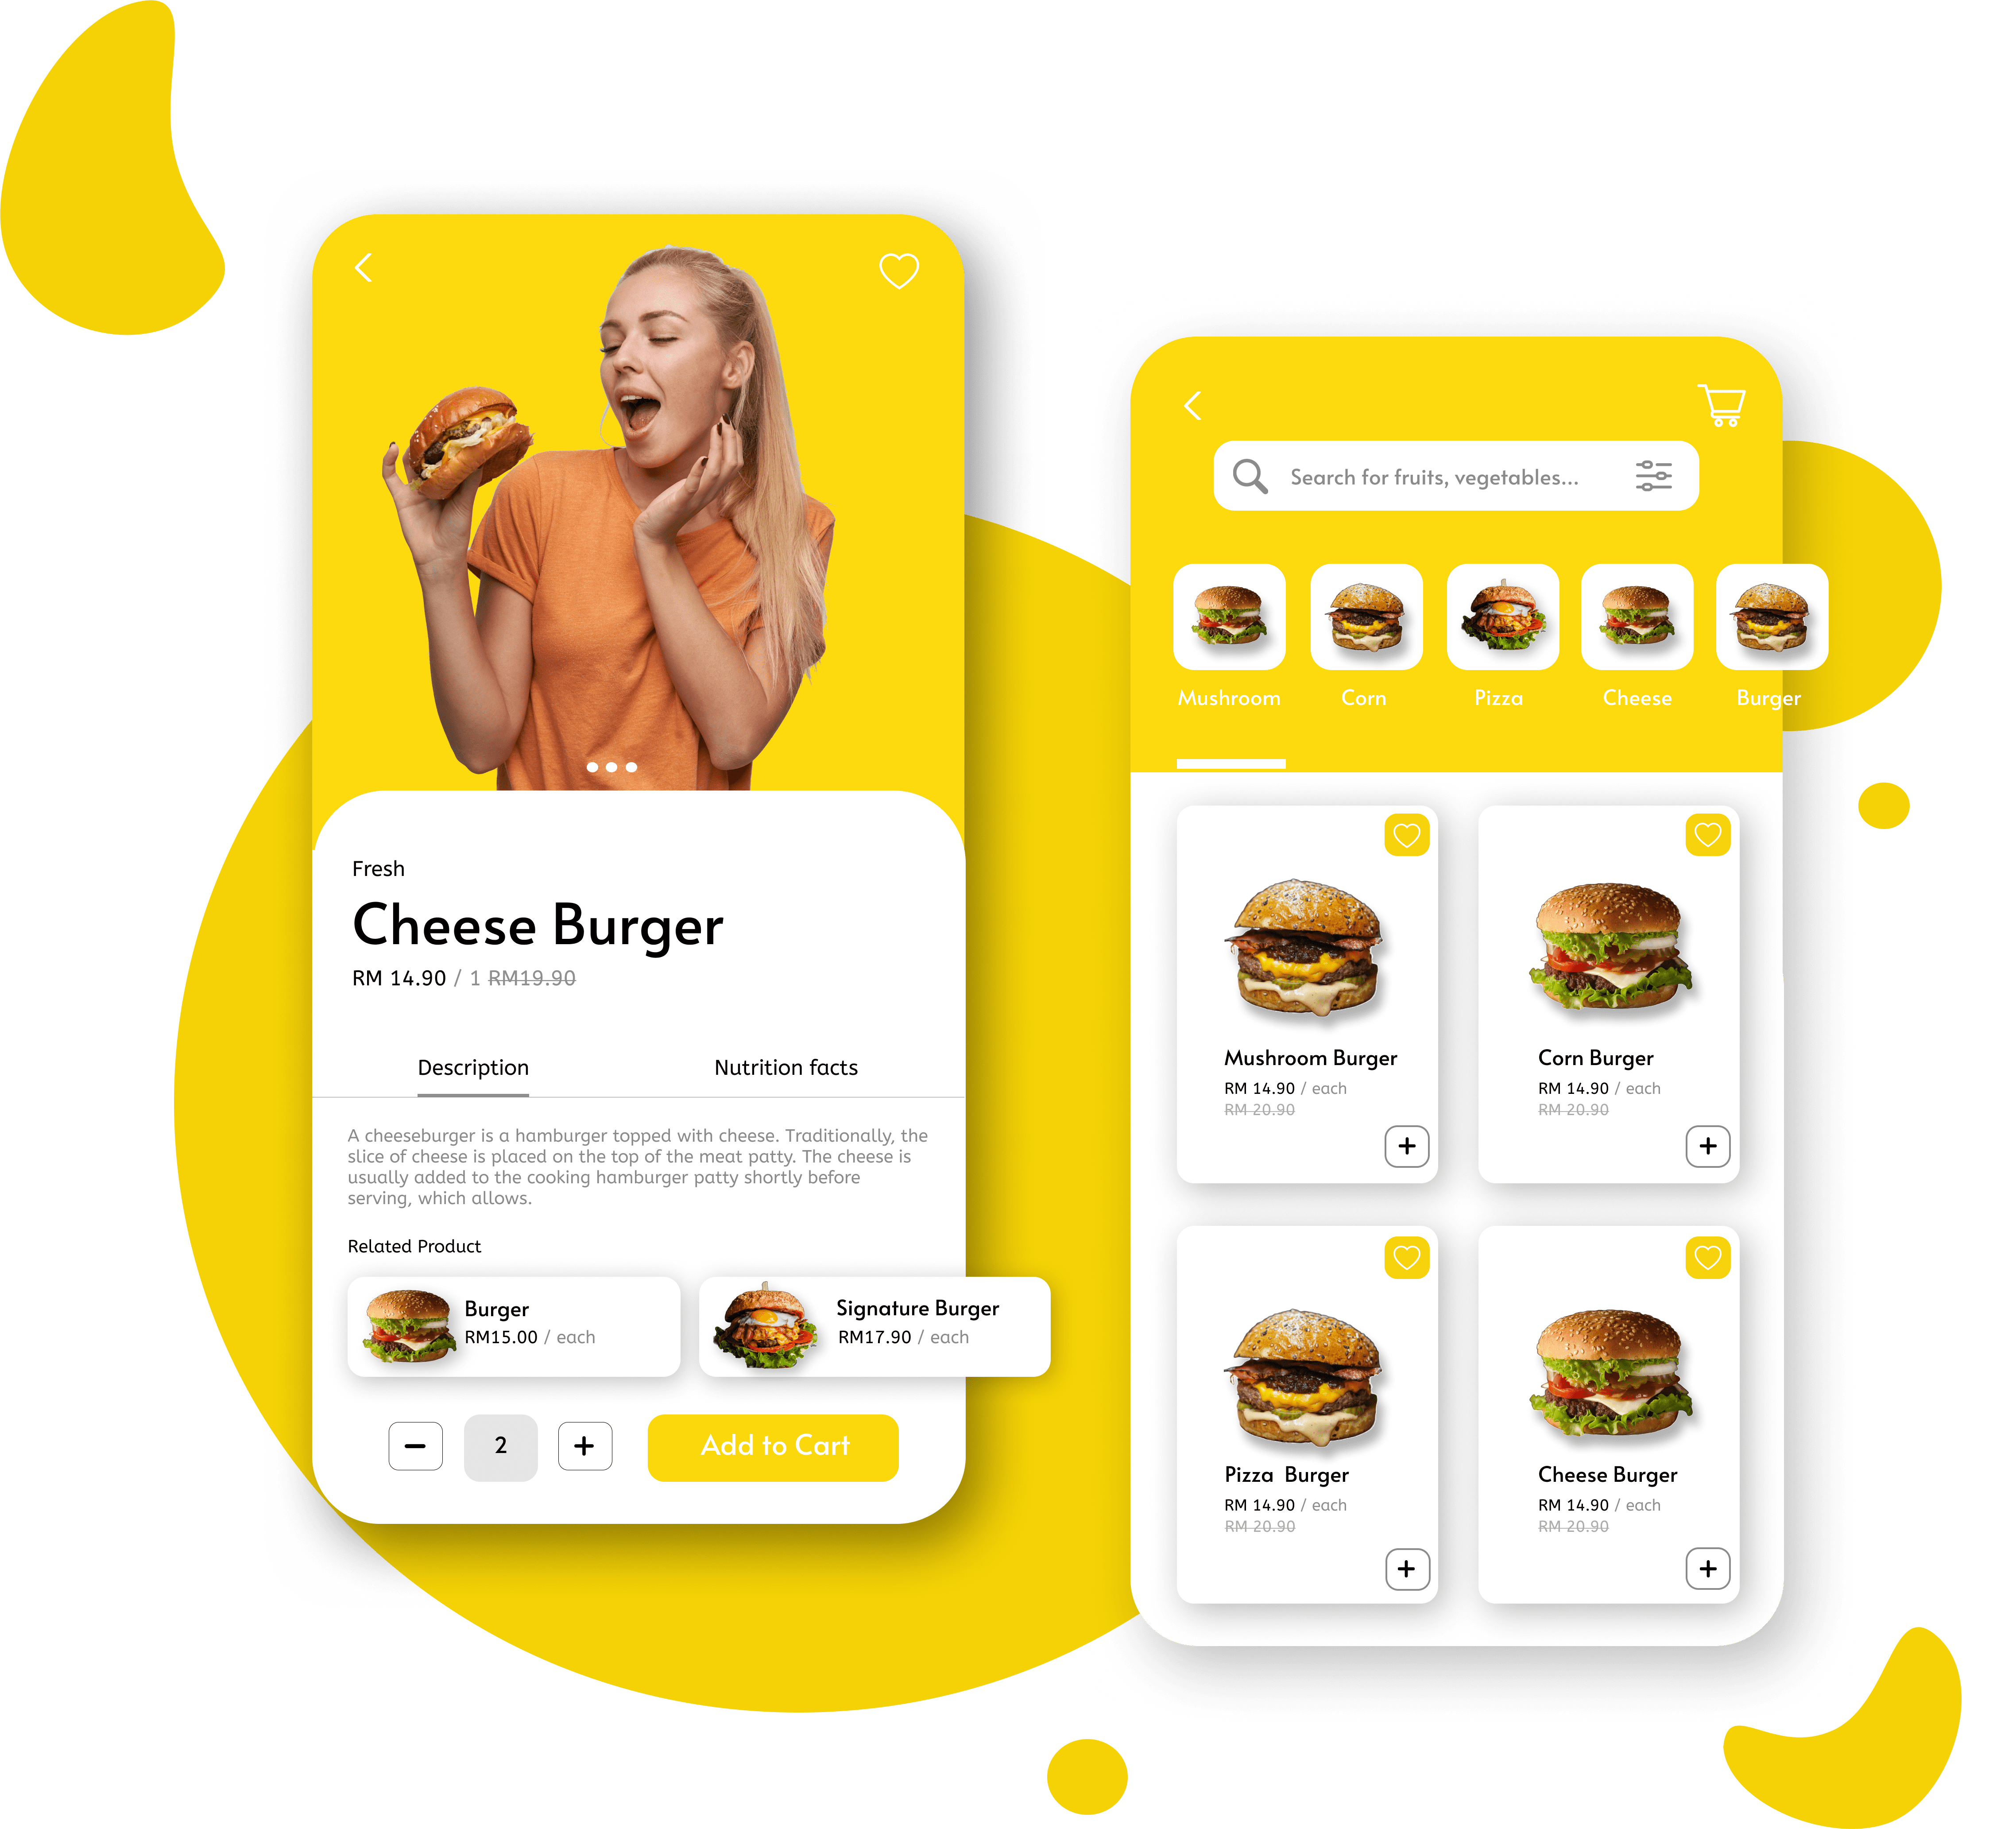 Fresh
Cheese Burger
RM 14.90 / 1 RM19.90
Description
Nutrition facts
A cheeseburger is a hamburger topped with cheese. Traditionally, the
slice of cheese is placed on the top of the meat patty. The cheese is
usually added to the cooking hamburger patty shortly before
serving, which allows.
Related Product
Burger
RM15.00 / each
Signature Burger
RM17.90 / each
2
Add to Cart
Search for fruits, vegetables...
Mushroom
Corn
Pizza
Cheese
Burger
Mushroom Burger
RM 14.90 / each
RM 20.90
Corn Burger
RM 14.90 / each
RM 20.90
Pizza  Burger
RM 14.90 / each
RM 20.90
Cheese Burger
RM 14.90 / each
RM 20.90